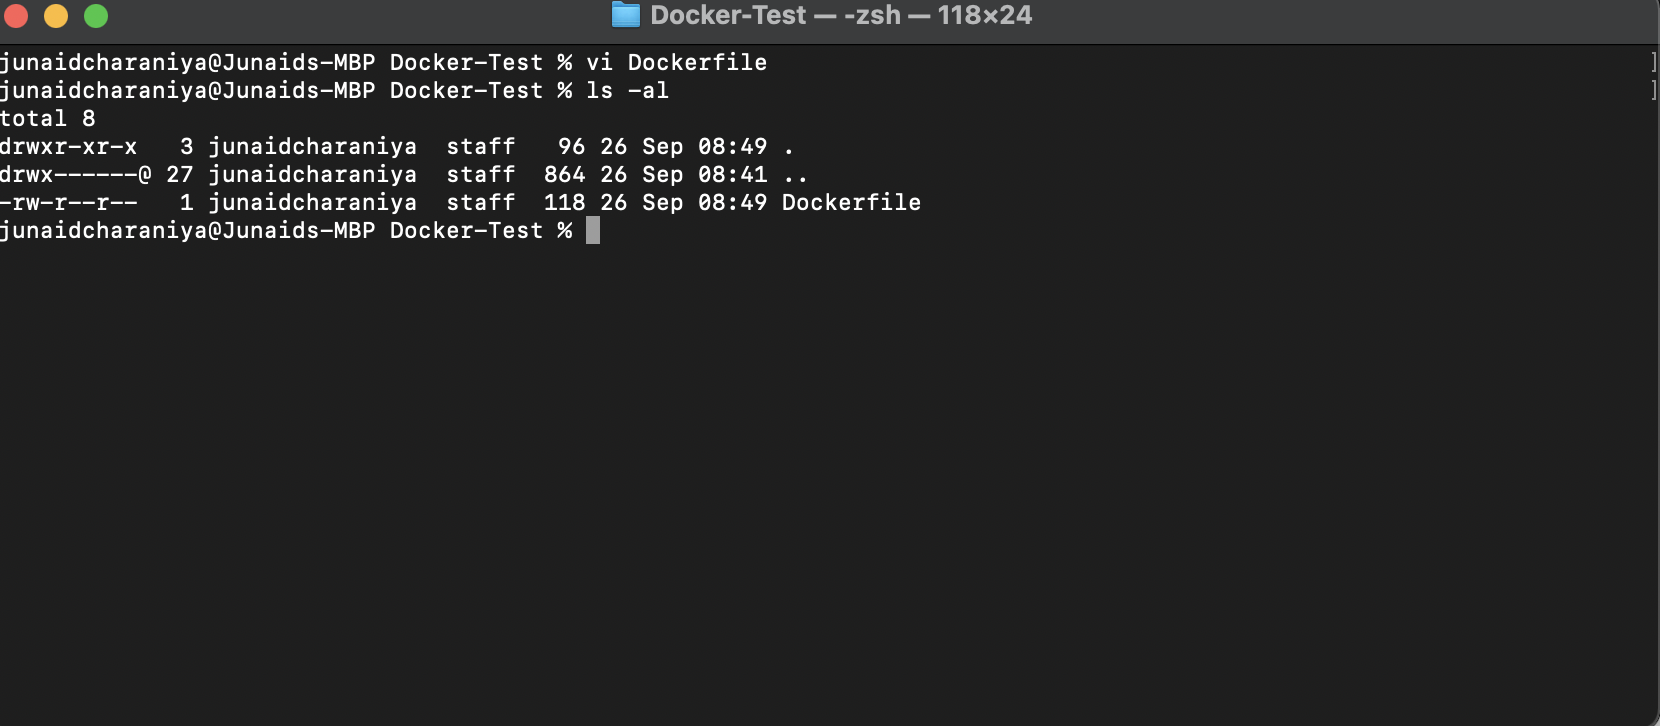 Docker-Test — -zsh — 118×24
junaidcharaniya@Junaids-MBP Docker-Test % vi Dockerfile ]
junaidcharaniya@Junaids-MBP Docker-Test % ls -al ]
total 8
drwxr-xr-x   3 junaidcharaniya  staff   96 26 Sep 08:49 .
drwx------@ 27 junaidcharaniya  staff  864 26 Sep 08:41 ..
-rw-r--r--   1 junaidcharaniya  staff  118 26 Sep 08:49 Dockerfile
junaidcharaniya@Junaids-MBP Docker-Test %